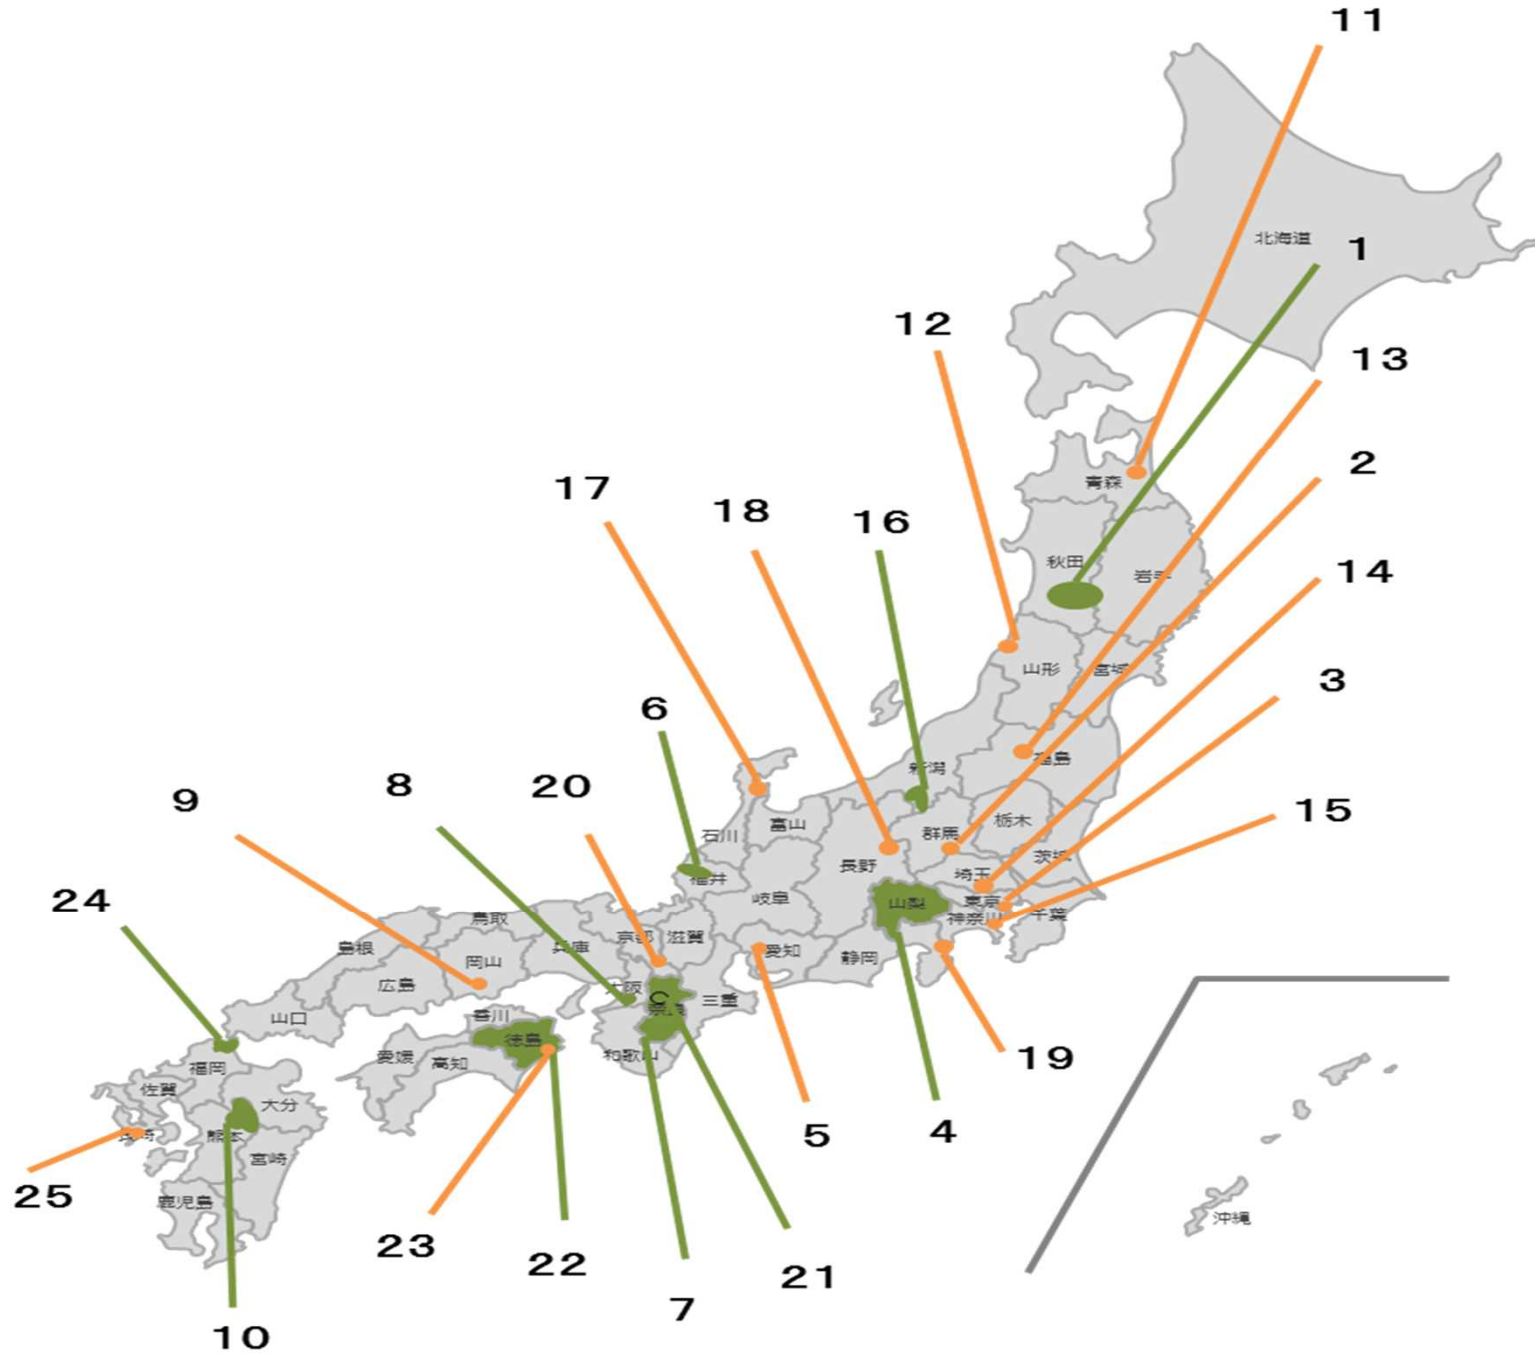 11
北海道
1
12
13
青森
2
17
18
16
秋田
14
岩手
山形
宮城
3
6
福島
新潟
8
20
9
15
石川
富山
群馬
栃木
長野
茨城
福井
埼玉
24
岐阜
山梨
東京
神奈川
千葉
鳥取
島根
兵庫
京都
滋賀
愛知
静岡
岡山
広島
大阪
三重
奈良
山口
香川
徳島
和歌山
愛媛
高知
19
福岡
佐賀
大分
長崎
熊本
5
4
宮崎
25
鹿児島
沖縄
23
22
21
7
10